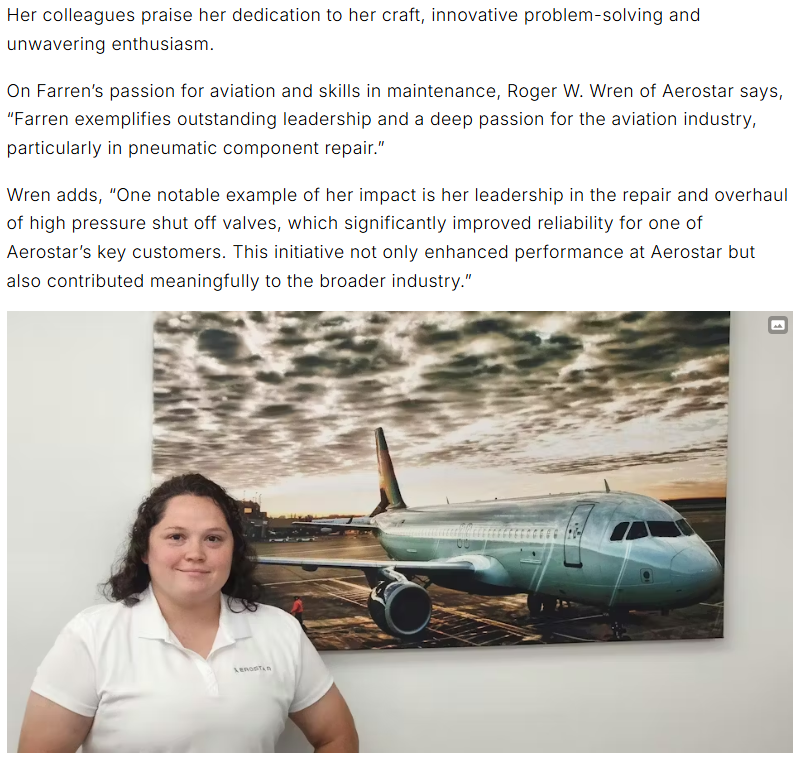 Her colleagues praise her dedication to her craft, innovative problem-solving and
unwavering enthusiasm.
On Farren’s passion for aviation and skills in maintenance, Roger W. Wren of Aerostar says,
“Farren exemplifies outstanding leadership and a deep passion for the aviation industry,
particularly in pneumatic component repair.”
Wren adds, “One notable example of her impact is her leadership in the repair and overhaul
of high pressure shut off valves, which significantly improved reliability for one of
Aerostar’s key customers. This initiative not only enhanced performance at Aerostar but
also contributed meaningfully to the broader industry.”
AEROSTAR